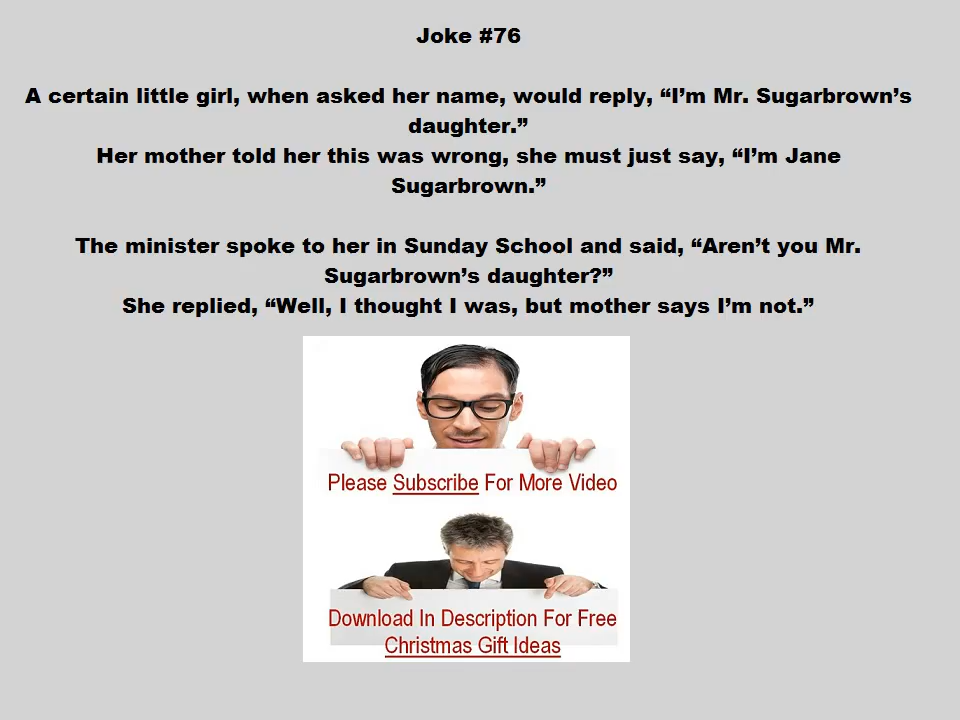 Joke #76
A certain little girl, when asked her name, would reply, “I’m Mr. Sugarbrown’s
daughter.”
Her mother told her this was wrong, she must just say, “I’m Jane
Sugarbrown.”
The minister spoke to her in Sunday School and said, “Aren’t you Mr.
Sugarbrown’s daughter?”
She replied, “Well, I thought I was, but mother says I’m not.”
Please Subscribe For More Video
Download In Description For Free
Christmas Gift Ideas